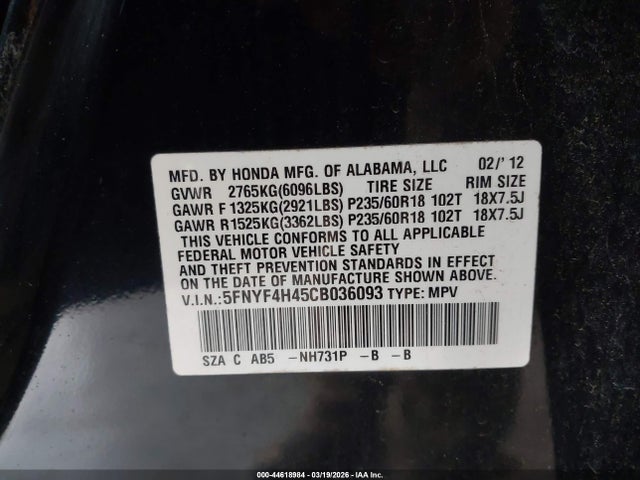 MFD. BY HONDA MFG. OF ALABAMA, LLC 02/' 12
GVWR 2765KG(6096LBS) TIRE SIZE RIM SIZE
GAWR F 1325KG(2921LBS) P235/60R18 102T 18X7.5J
GAWR R1525KG(3362LBS) P235/60R18 102T 18X7.5J
THIS VEHICLE CONFORMS TO ALL APPLICABLE
FEDERAL MOTOR VEHICLE SAFETY
AND THEFT PREVENTION STANDARDS IN EFFECT
ON THE DATE OF MANUFACTURE SHOWN ABOVE.
V.I.N.:5FNYF4H45CB036093 TYPE: MPV
SZA C AB5 -NH731P -B -B
000-44618984 | 03/19/2026 | IAA Inc.